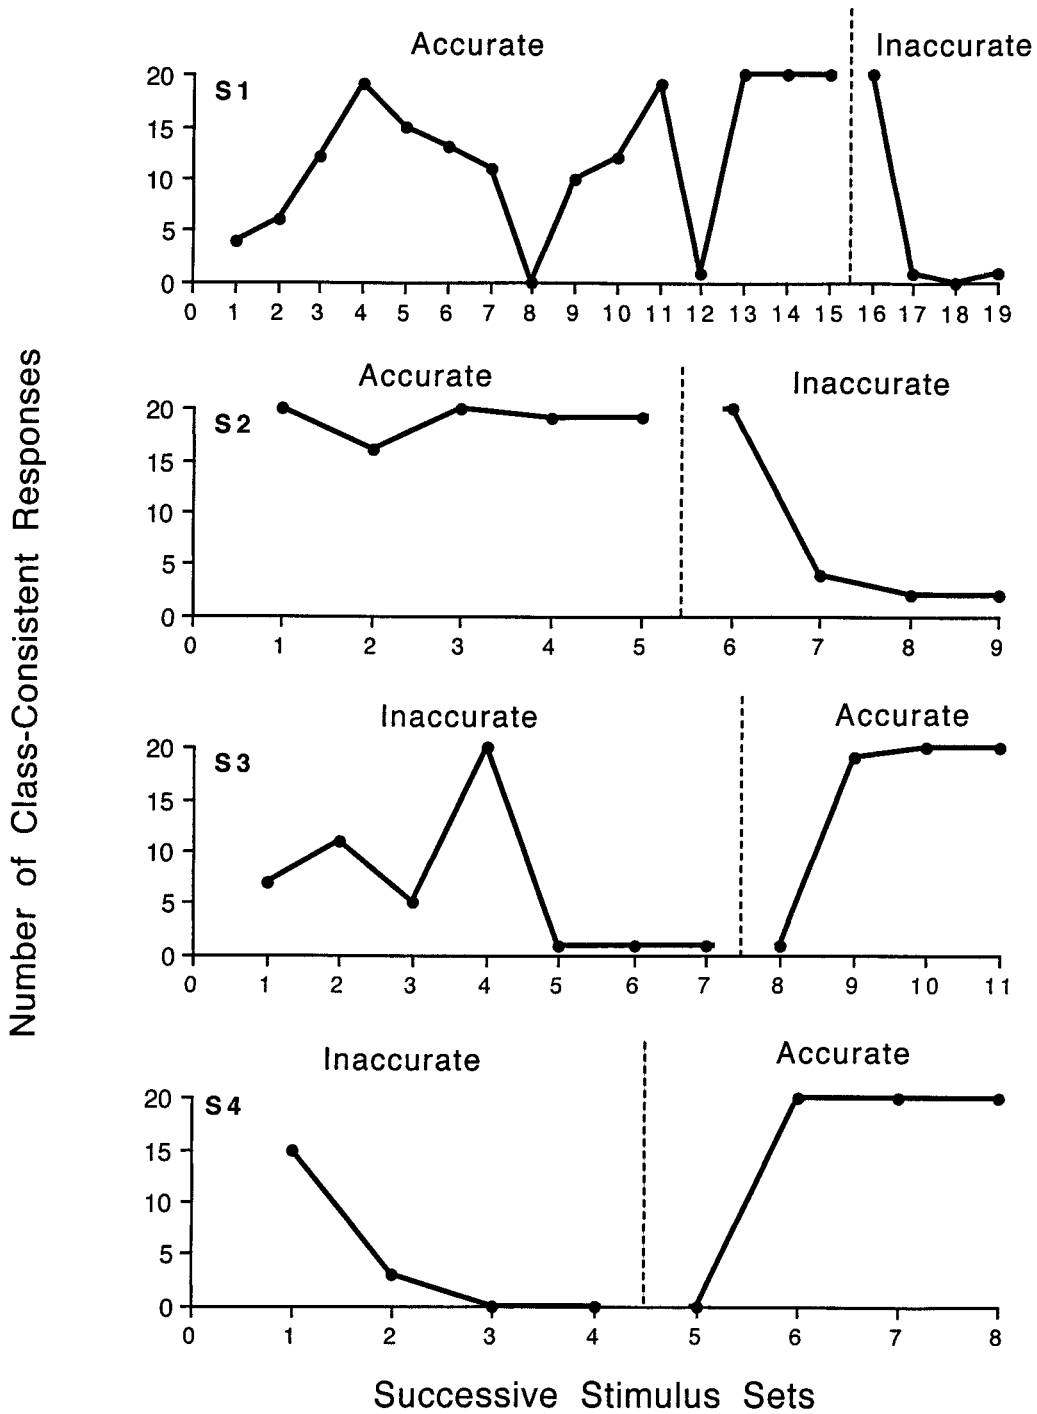 Accurate
Inaccurate
S1
20
15
10
5
0
0 1 2 3 4 5 6 7 8 9 10 11 12 13 14 15 16 17 18 19
Accurate
Inaccurate
S2
20
15
10
5
0
0 1 2 3 4 5 6 7 8 9
Inaccurate
Accurate
S3
20
15
10
5
0
0 1 2 3 4 5 6 7 8 9 10 11
Inaccurate
Accurate
S4
20
15
10
5
0
0 1 2 3 4 5 6 7 8
Number of Class-Consistent Responses
Successive Stimulus Sets